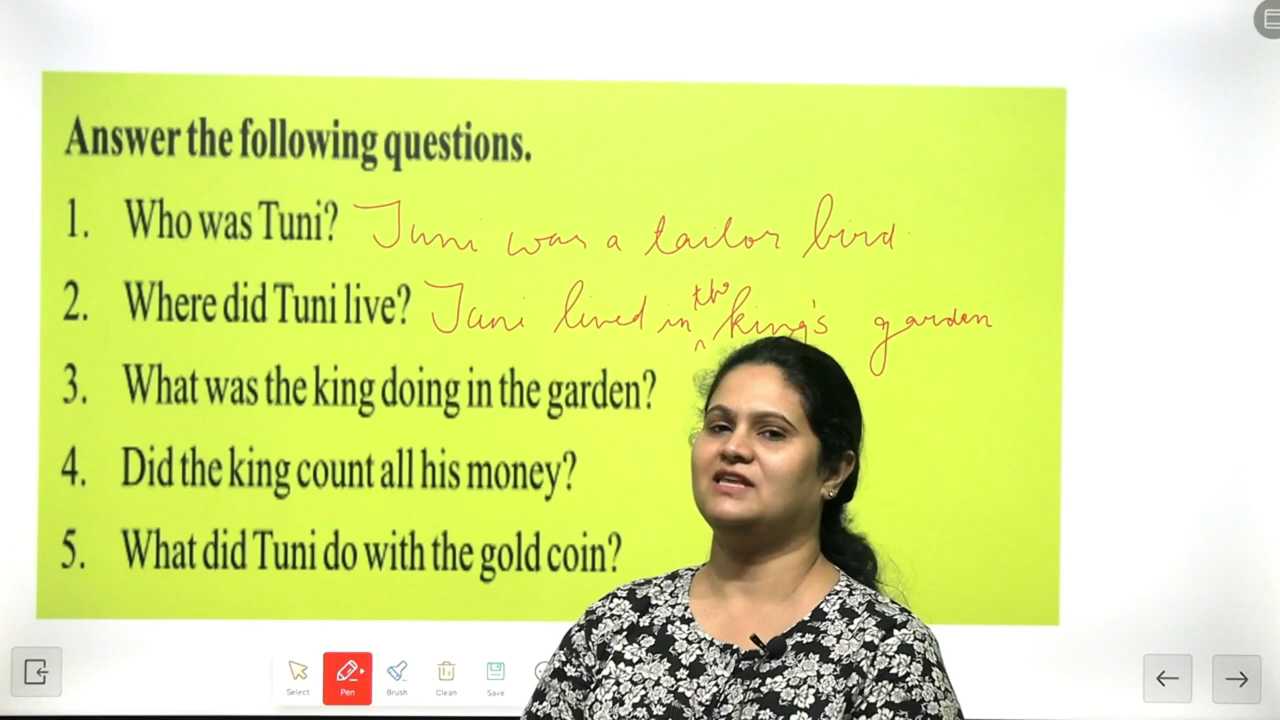 Answer the following questions.
1. Who was Tuni? Tuni was a tailor bird
2. Where did Tuni live? Tuni lived in the king's garden
3. What was the king doing in the garden?
4. Did the king count all his money?
5. What did Tuni do with the gold coin?
Select Pen Brush Clean Save